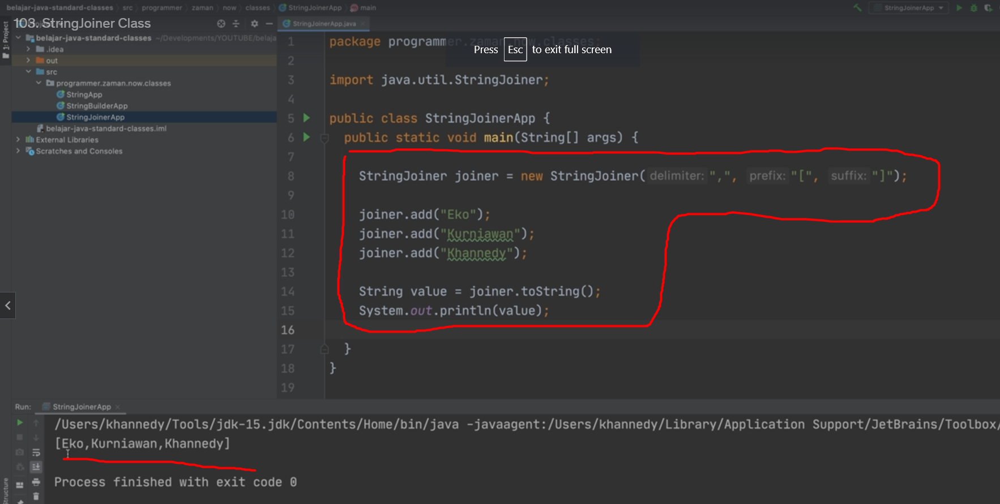 belajar-java-standard-classes src programmer zaman now classes StringJoinerApp main
StringJoinerApp
103. StringJoiner Class
StringJoinerApp.java
1: Project
belajar-java-standard-classes ~/Developments/YOUTUBE/belaja
.idea
out
src
programmer.zaman.now.classes
StringApp
StringBuilderApp
StringJoinerApp
belajar-java-standard-classes.iml
External Libraries
Scratches and Consoles
Press Esc to exit full screen
1 package programmer.zaman.now.classes;
2
3 import java.util.StringJoiner;
4
5 public class StringJoinerApp {
6 public static void main(String[] args) {
7
8 StringJoiner joiner = new StringJoiner( delimiter: ",", prefix: "[", suffix: "]");
9
10 joiner.add("Eko");
11 joiner.add("Kurniawan");
12 joiner.add("Khannedy");
13
14 String value = joiner.toString();
15 System.out.println(value);
16
17 }
18 }
19
Run: StringJoinerApp
/Users/khannedy/Tools/jdk-15.jdk/Contents/Home/bin/java -javaagent:/Users/khannedy/Library/Application Support/JetBrains/Toolbox/
[Eko,Kurniawan,Khannedy]
Process finished with exit code 0
Structure